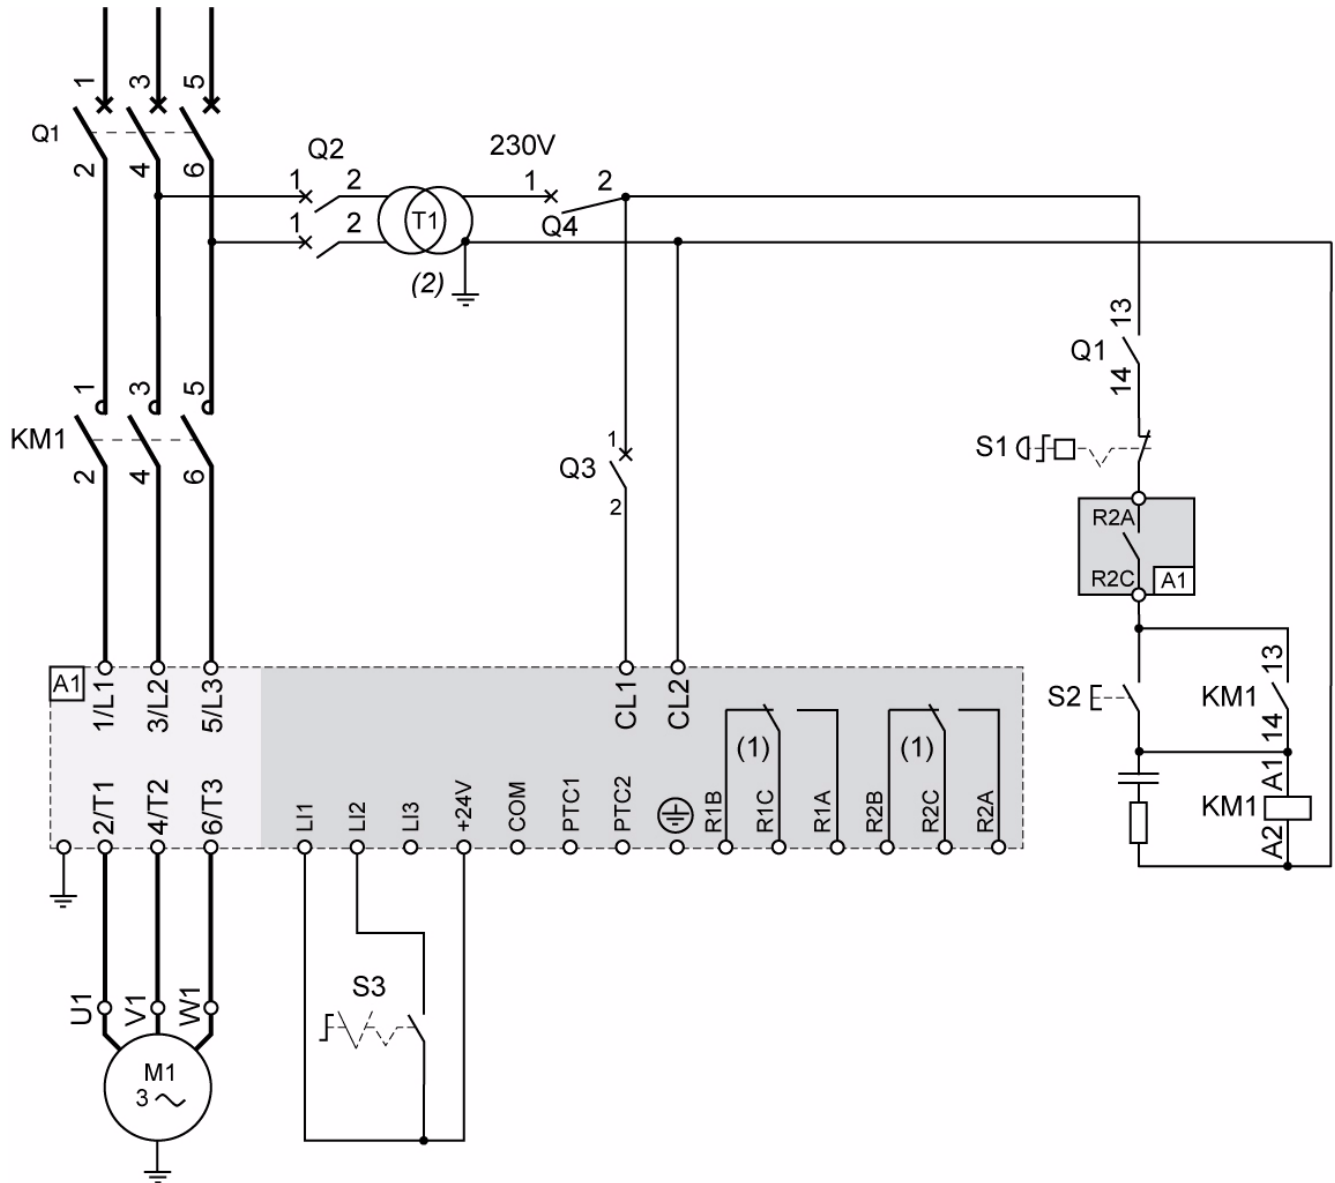 1 3 5
Q1
2 4 6
Q2
230V
1 2
1 2
Q4
1 2
T1
(2)
13
Q1
14
1 3 5
KM1
2 4 6
1
Q3
2
S1
R2A
R2C
A1
A1
1/L1
3/L2
5/L3
CL1
CL2
S2
KM1
13
14
(1)
(1)
2/T1
4/T2
6/T3
LI1
LI2
LI3
+24V
COM
PTC1
PTC2
R1B
R1C
R1A
R2B
R2C
R2A
KM1
A1
A2
S3
U1
V1
W1
M1
3